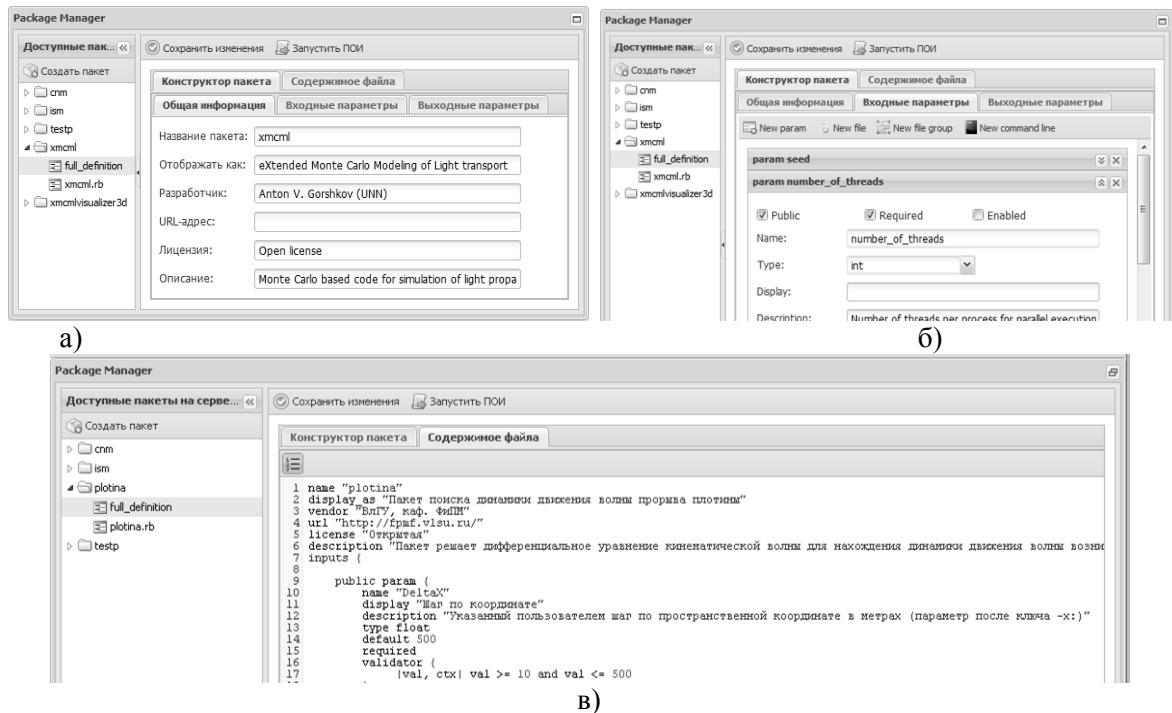 Package Manager
Доступные пак...
Создать пакет
cnm
ism
testp
xmcml
full_definition
xmcml.rb
xmcmlvisualizer3d
Сохранить изменения Запустить ПОИ
Конструктор пакета Содержимое файла
Общая информация Входные параметры Выходные параметры
Название пакета: xmcml
Отображать как: eXtended Monte Carlo Modeling of Light transport
Разработчик: Anton V. Gorshkov (UNN)
URL-адрес:
Лицензия: Open license
Описание: Monte Carlo based code for simulation of light propa
а)
Package Manager
Доступные пак...
Создать пакет
cnm
ism
testp
xmcml
full_definition
xmcml.rb
xmcmlvisualizer3d
Сохранить изменения Запустить ПОИ
Конструктор пакета Содержимое файла
Общая информация Входные параметры Выходные параметры
New param New file New file group New command line
param seed
param number_of_threads
Public Required Enabled
Name: number_of_threads
Type: int
Display:
Description: Number of threads per process for parallel execution
б)
Package Manager
Доступные пакеты на серве...
Создать пакет
cnm
ism
plotina
full_definition
plotina.rb
testp
Сохранить изменения Запустить ПОИ
Конструктор пакета Содержимое файла
1 name "plotina"
2 display_as "Пакет поиска динамики движения волны прорыва плотины"
3 vendor "ВлГУ, каф. ФиПМ"
4 url "http://fpmf.vlsu.ru/"
5 license "Открытая"
6 description "Пакет решает дифференциальное уравнение кинематической волны для нахождения динамики движения волны возни
7 inputs {
8
9 public param {
10 name "DeltaX"
11 display "Шаг по координате"
12 description "Указанный пользователем шаг по пространственной координате в метрах (параметр после ключа -x:)"
13 type float
14 default 500
15 required
16 validator {
17 |val, ctx| val >= 10 and val <= 500
в)